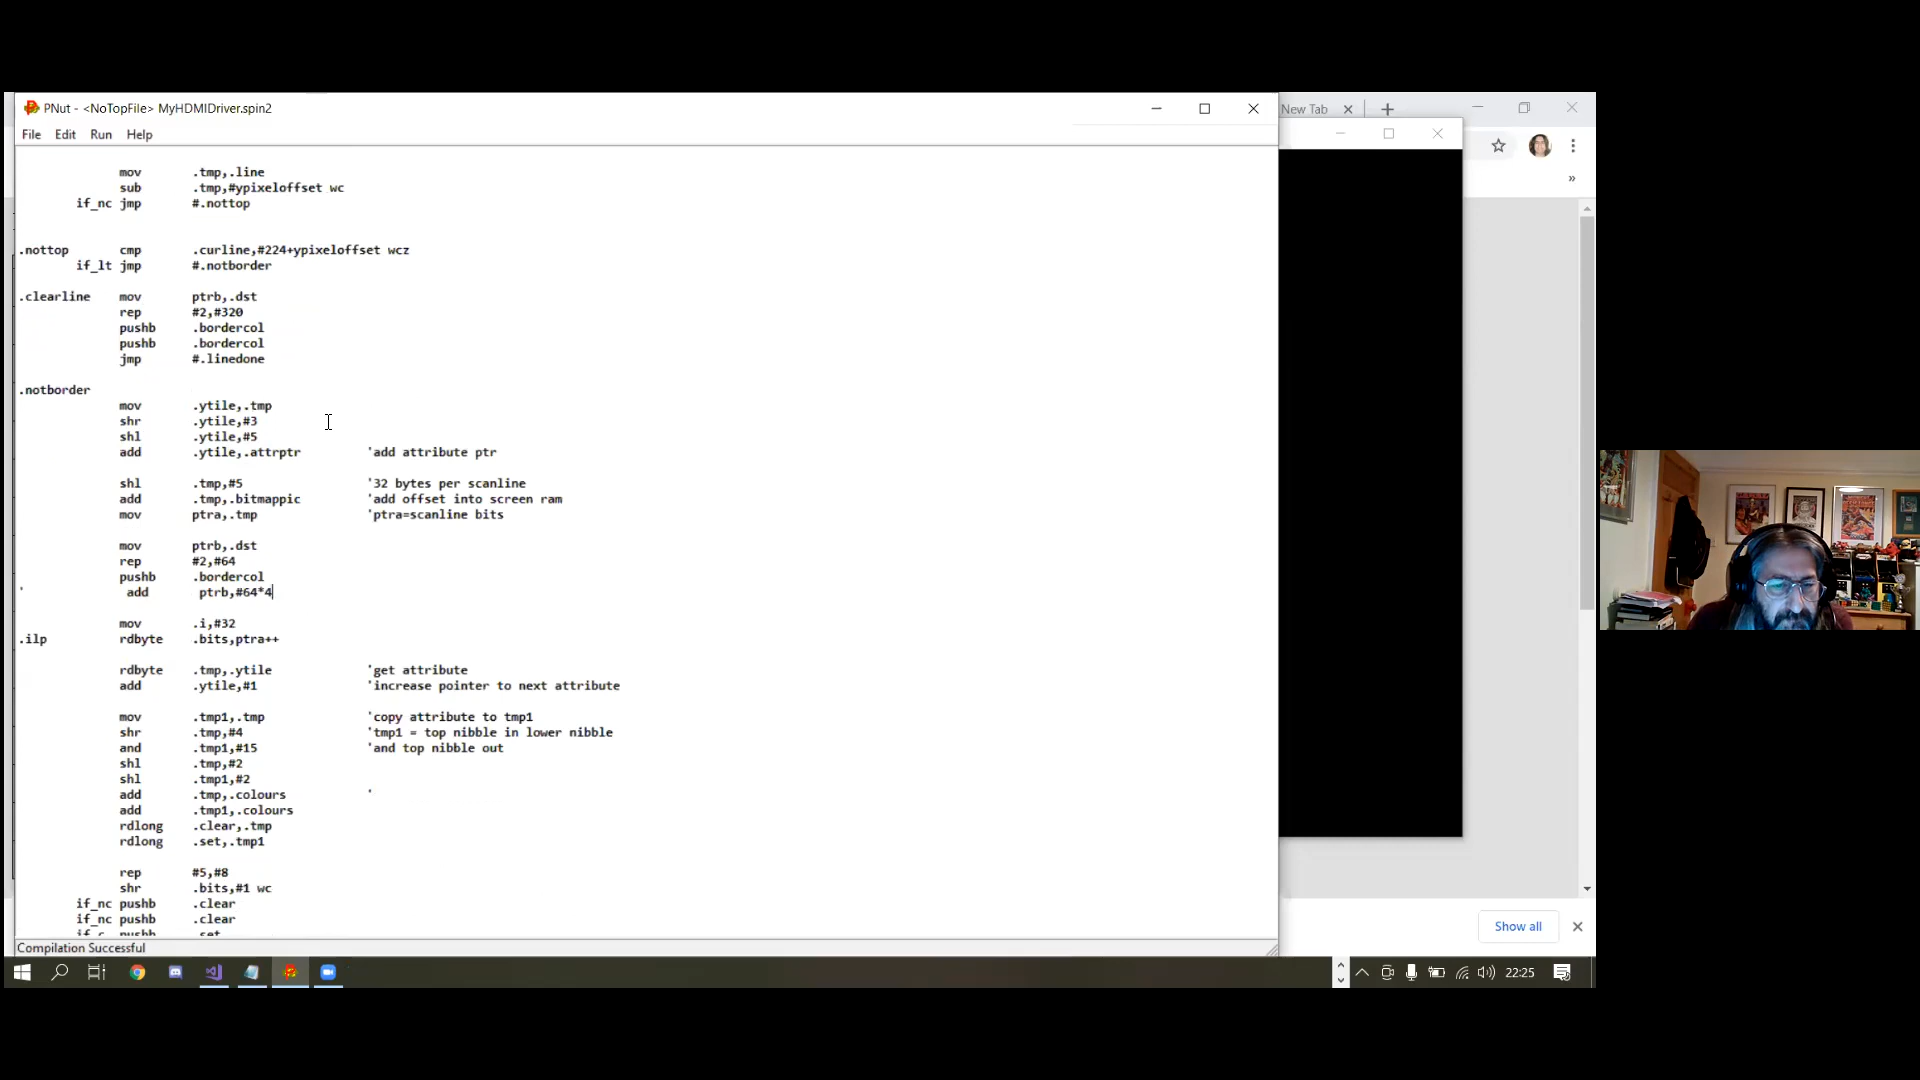 PNut - <NoTopFile> MyHDMIDriver.spin2
New Tab
File Edit Run Help
mov .tmp,.line
sub .tmp,#ypixeloffset wc
if_nc jmp #.nottop
.nottop cmp .curline,#224+ypixeloffset wcz
if_lt jmp #.notborder
.clearline mov ptrb,.dst
rep #2,#320
pushb .bordercol
pushb .bordercol
jmp #.linedone
.notborder
mov .ytile,.tmp
shr .ytile,#3
shl .ytile,#5
add .ytile,.attrptr 'add attribute ptr
shl .tmp,#5 '32 bytes per scanline
add .tmp,.bitmappic 'add offset into screen ram
mov ptra,.tmp 'ptra=scanline bits
mov ptrb,.dst
rep #2,#64
pushb .bordercol
' add ptrb,#64*4
mov .i,#32
.ilp rdbyte .bits,ptra++
rdbyte .tmp,.ytile 'get attribute
add .ytile,#1 'increase pointer to next attribute
mov .tmp1,.tmp 'copy attribute to tmp1
shr .tmp,#4 'tmp1 = top nibble in lower nibble
and .tmp1,#15 'and top nibble out
shl .tmp,#2
shl .tmp1,#2
add .tmp,.colours '
add .tmp1,.colours
rdlong .clear,.tmp
rdlong .set,.tmp1
rep #5,#8
shr .bits,#1 wc
if_nc pushb .clear
if_nc pushb .clear
if_c pushb .set
Show all
Compilation Successful
22:25